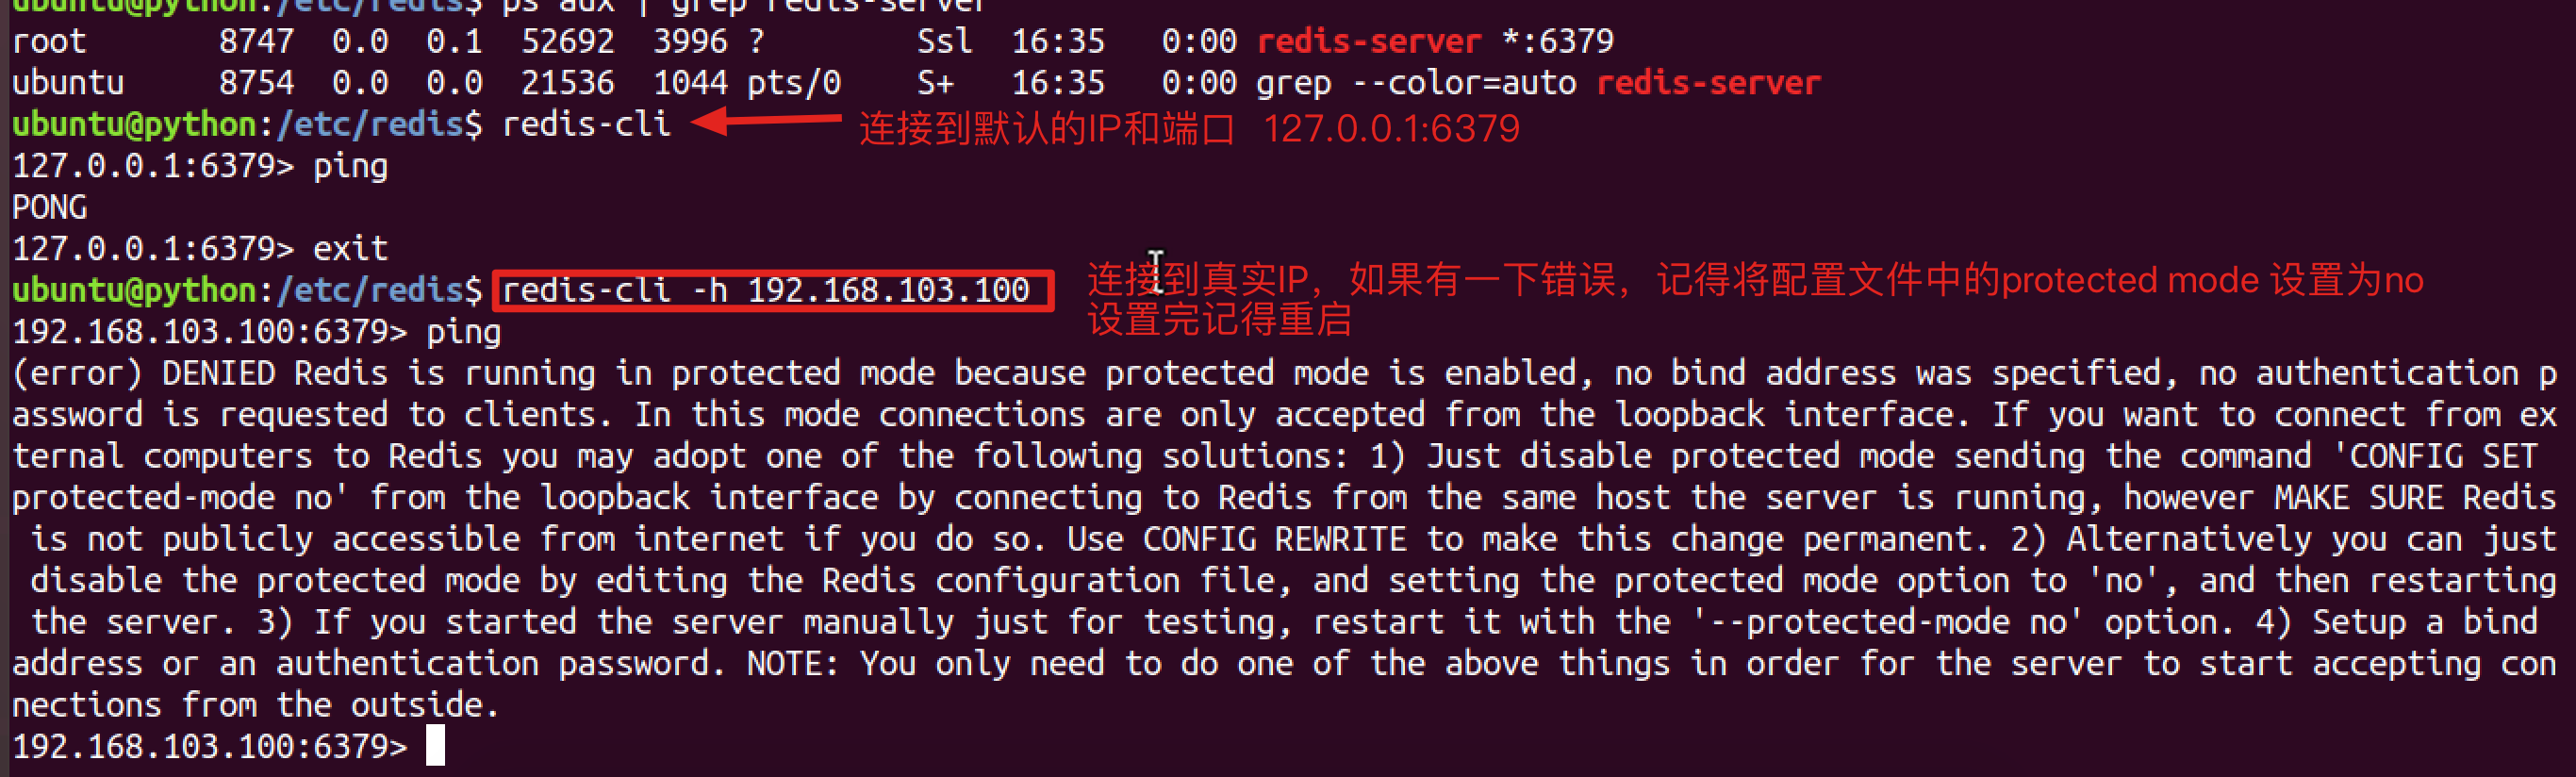 ubuntu@python:/etc/redis$ ps aux | grep redis-server
root       8747  0.0  0.1  52692  3996 ?        Ssl  16:35   0:00 redis-server *:6379
ubuntu     8754  0.0  0.0  21536  1044 pts/0    S+   16:35   0:00 grep --color=auto redis-server
ubuntu@python:/etc/redis$ redis-cli 连接到默认的IP和端口 127.0.0.1:6379
127.0.0.1:6379> ping
PONG
127.0.0.1:6379> exit
ubuntu@python:/etc/redis$ redis-cli -h 192.168.103.100 连接到真实IP，如果有一下错误，记得将配置文件中的protected mode 设置为no
设置完记得重启
192.168.103.100:6379> ping
(error) DENIED Redis is running in protected mode because protected mode is enabled, no bind address was specified, no authentication p
assword is requested to clients. In this mode connections are only accepted from the loopback interface. If you want to connect from ex
ternal computers to Redis you may adopt one of the following solutions: 1) Just disable protected mode sending the command 'CONFIG SET
protected-mode no' from the loopback interface by connecting to Redis from the same host the server is running, however MAKE SURE Redis
 is not publicly accessible from internet if you do so. Use CONFIG REWRITE to make this change permanent. 2) Alternatively you can just
 disable the protected mode by editing the Redis configuration file, and setting the protected mode option to 'no', and then restarting
 the server. 3) If you started the server manually just for testing, restart it with the '--protected-mode no' option. 4) Setup a bind
address or an authentication password. NOTE: You only need to do one of the above things in order for the server to start accepting con
nections from the outside.
192.168.103.100:6379>